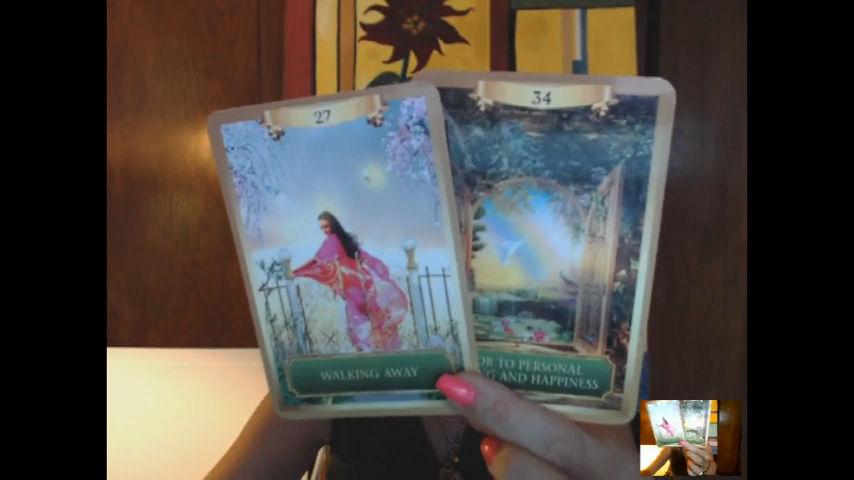 27
34
WALKING AWAY
OR TO PERSONAL
G AND HAPPINESS